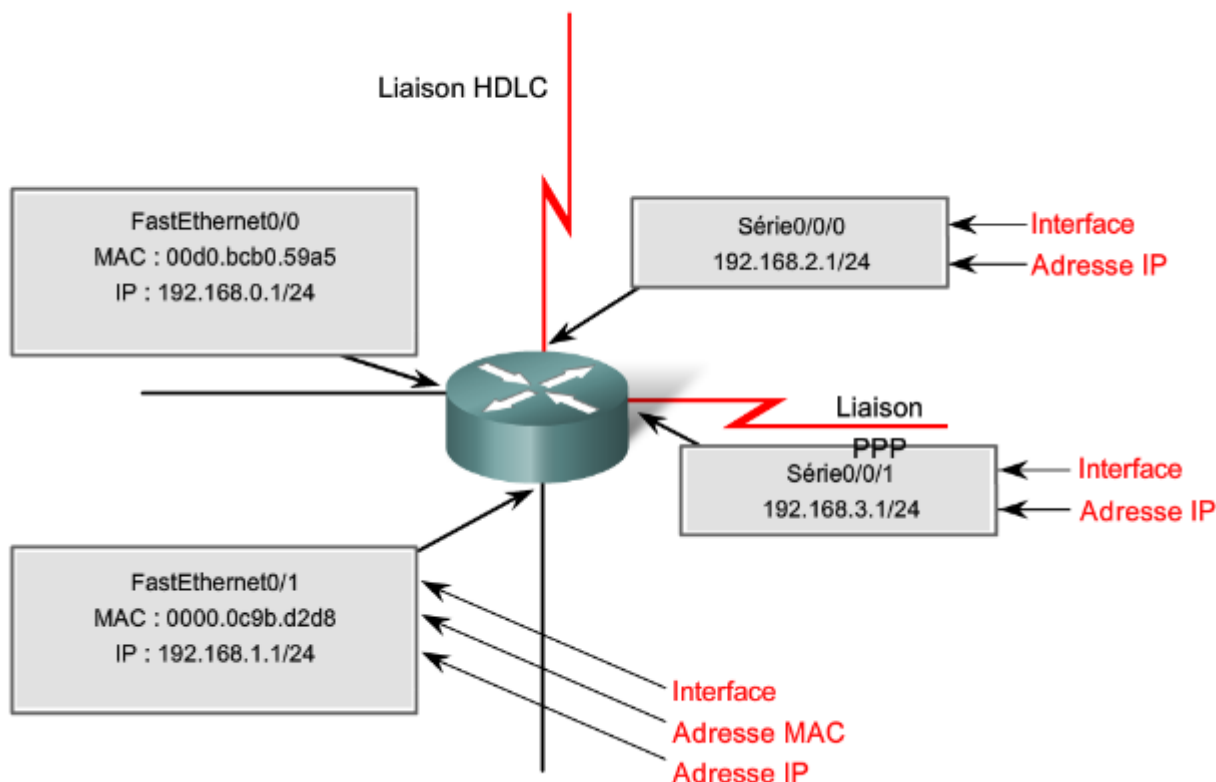 Liaison HDLC
FastEthernet0/0
MAC : 00d0.bcb0.59a5
IP : 192.168.0.1/24
Série0/0/0
192.168.2.1/24
Interface
Adresse IP
Liaison
PPP
Série0/0/1
192.168.3.1/24
Interface
Adresse IP
FastEthernet0/1
MAC : 0000.0c9b.d2d8
IP : 192.168.1.1/24
Interface
Adresse MAC
Adresse IP